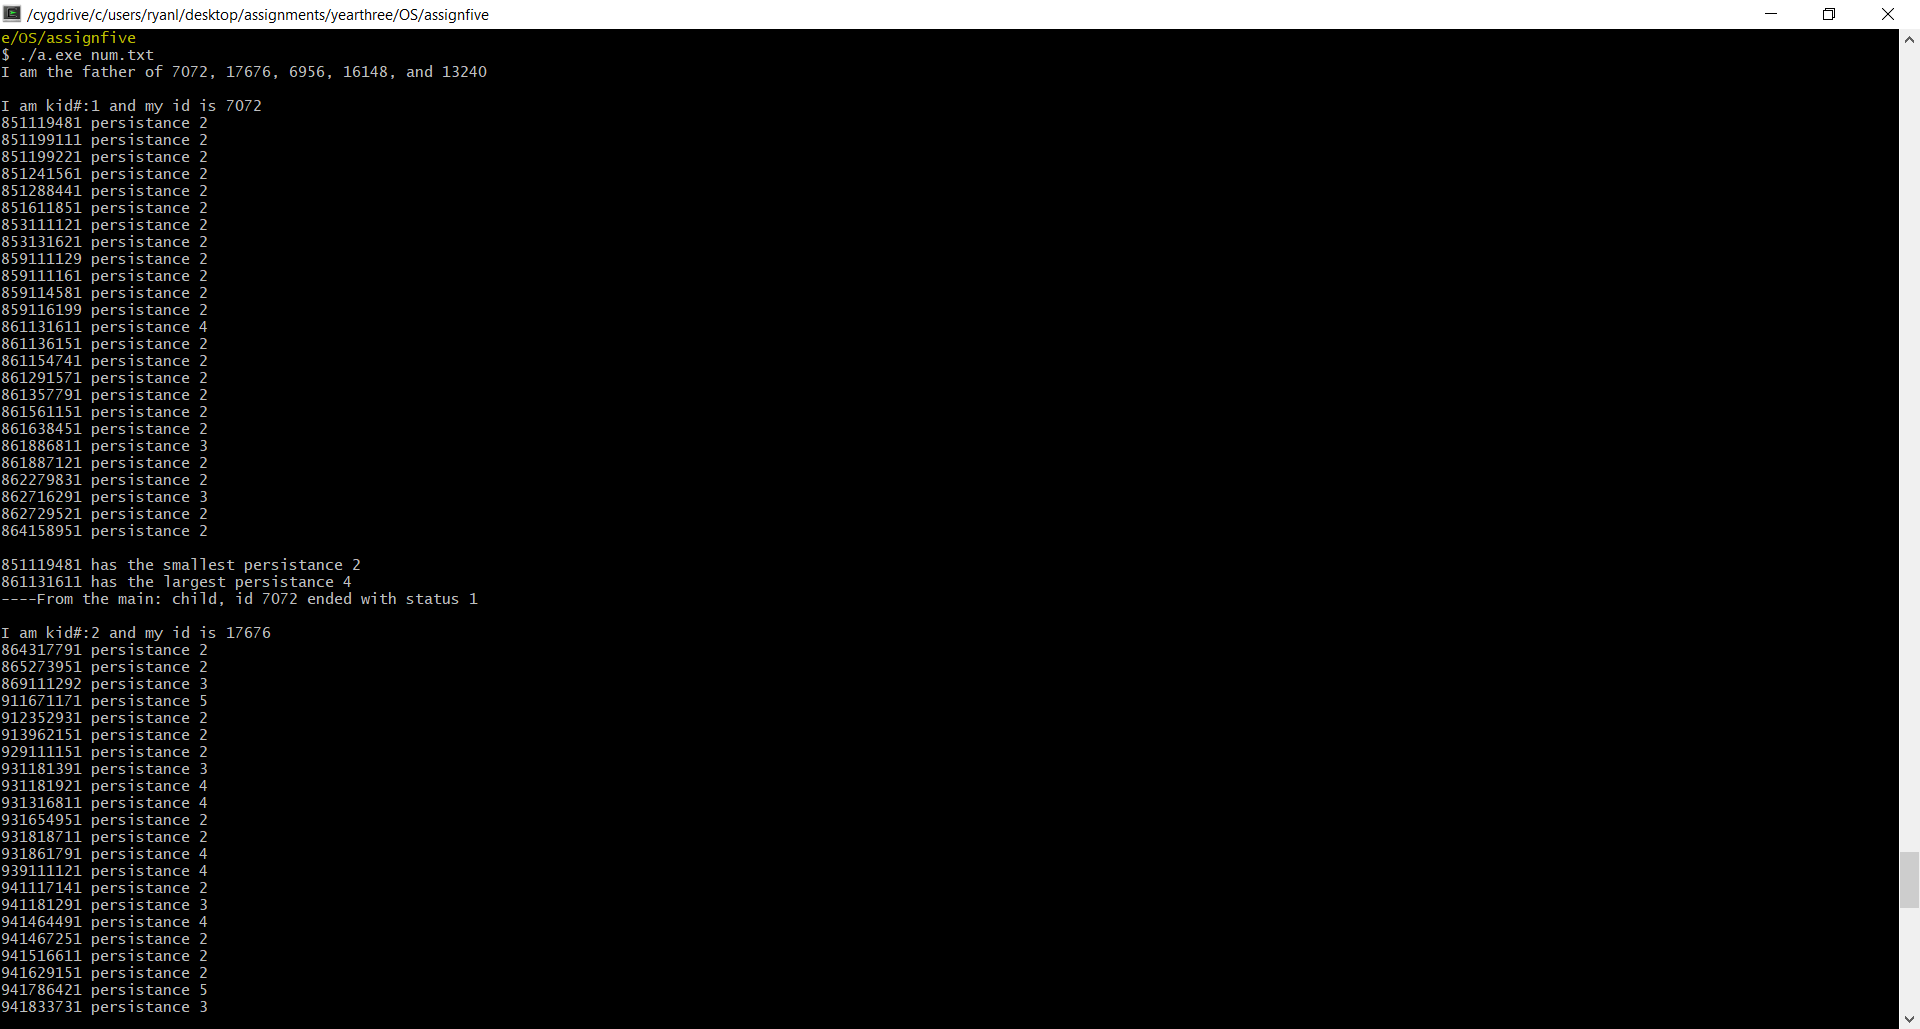 /cygdrive/c/users/ryanl/desktop/assignments/yearthree/OS/assignfive
e/OS/assignfive
$ ./a.exe num.txt
I am the father of 7072, 17676, 6956, 16148, and 13240
I am kid#:1 and my id is 7072
851119481 persistance 2
851199111 persistance 2
851199221 persistance 2
851241561 persistance 2
851288441 persistance 2
851611851 persistance 2
853111121 persistance 2
853131621 persistance 2
859111129 persistance 2
859111161 persistance 2
859114581 persistance 2
859116199 persistance 2
861131611 persistance 4
861136151 persistance 2
861154741 persistance 2
861291571 persistance 2
861357791 persistance 2
861561151 persistance 2
861638451 persistance 2
861886811 persistance 3
861887121 persistance 2
862279831 persistance 2
862716291 persistance 3
862729521 persistance 2
864158951 persistance 2
851119481 has the smallest persistance 2
861131611 has the largest persistance 4
----From the main: child, id 7072 ended with status 1
I am kid#:2 and my id is 17676
864317791 persistance 2
865273951 persistance 2
869111292 persistance 3
911671171 persistance 5
912352931 persistance 2
913962151 persistance 2
929111151 persistance 2
931181391 persistance 3
931181921 persistance 4
931316811 persistance 4
931654951 persistance 2
931818711 persistance 2
931861791 persistance 4
939111121 persistance 4
941117141 persistance 2
941181291 persistance 3
941464491 persistance 4
941467251 persistance 2
941516611 persistance 2
941629151 persistance 2
941786421 persistance 5
941833731 persistance 3